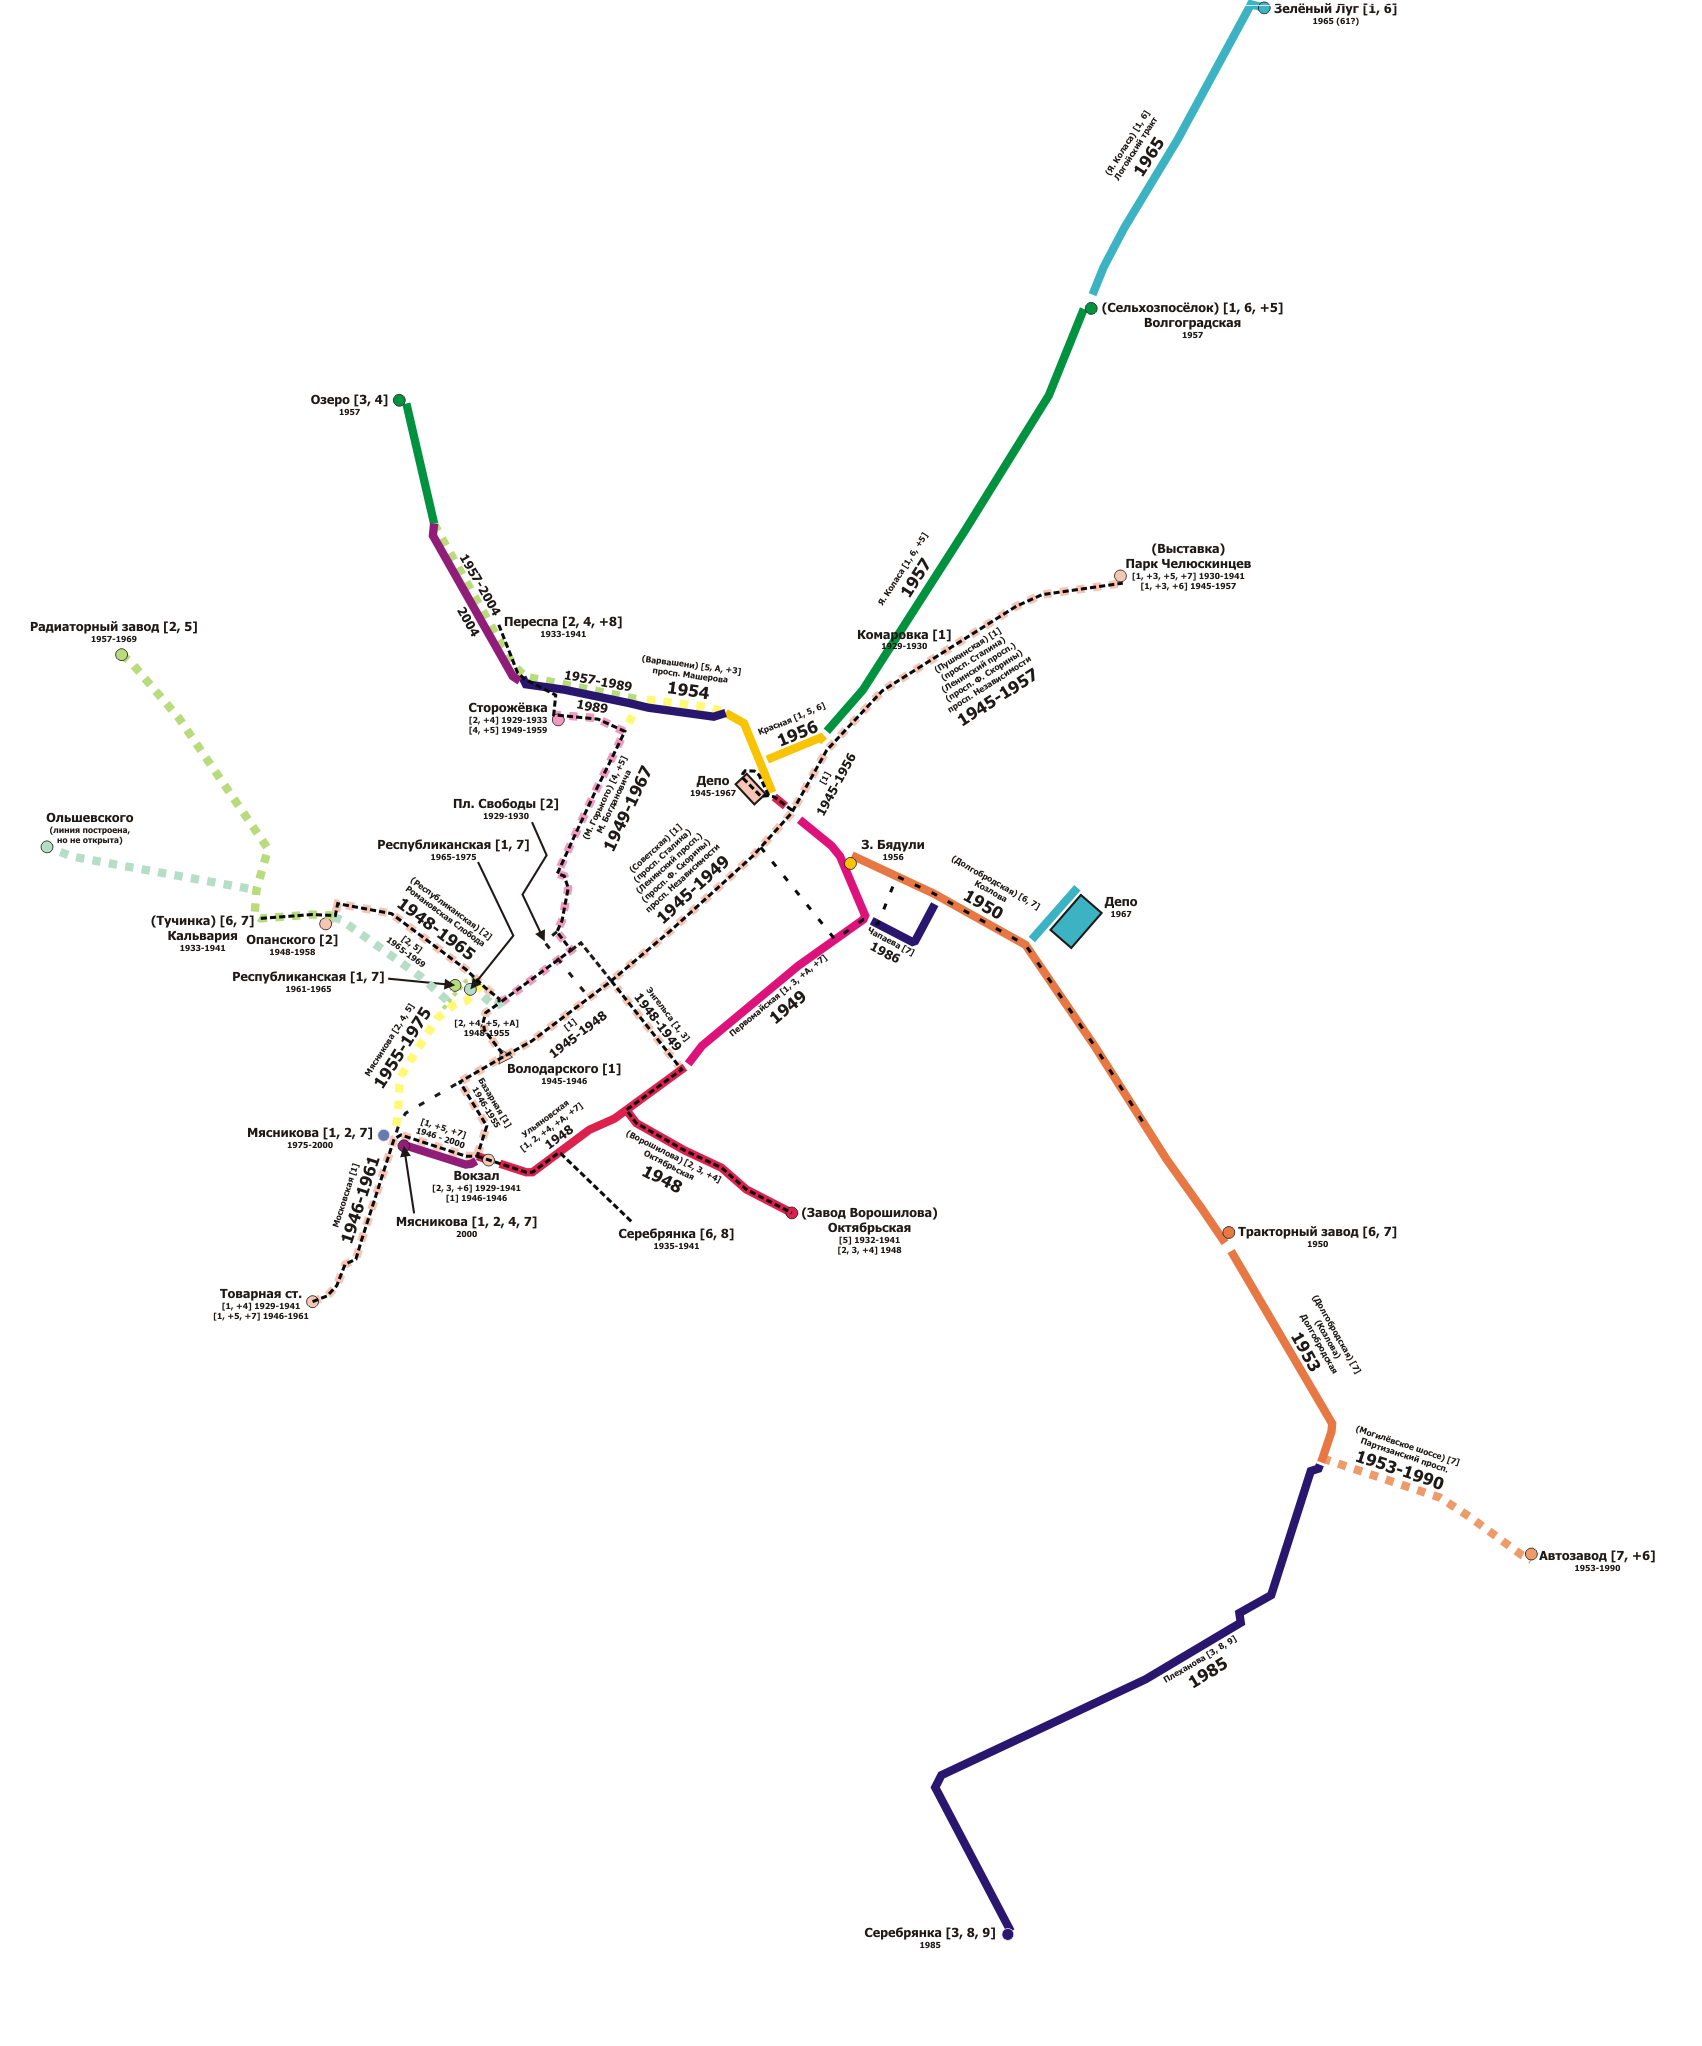 Зелёный Луг [1, 6]
1965 (61?)
(Я. Коласа) [1, 6]
Логойский тракт
1965
(Сельхозпосёлок) [1, 6, +5]
Волгоградская
1957
Озеро [3, 4]
1957
Я. Коласа [1, 6, +5]
1957
(Выставка)
Парк Челюскинцев
[1, +3, +5, +7] 1930-1941
[1, +3, +6] 1945-1957
1957-2004
2004
Переспа [2, 4, +8]
1933-1941
Радиаторный завод [2, 5]
1957-1969
Комаровка [1]
1929-1930
(Пушкинская) [1]
(просп. Сталина)
(Ленинский просп.)
(просп. Ф. Скорины)
просп. Независимости
1945-1957
(Варвашени) [5, А, +3]
просп. Машерова
1954
1957-1989
1989
Сторожёвка
[2, +4] 1929-1933
[4, +5] 1949-1959
Красная [1, 5, 6]
1956
Депо
1945-1967
[1]
1945-1956
(М. Горького) [4, +5]
М. Богдановича
1949-1967
Пл. Свободы [2]
1929-1930
Ольшевского
(линия построена,
но не открыта)
Республиканская [1, 7]
1965-1975
(Советская) [1]
(просп. Сталина)
(Ленинский просп.)
(просп. Ф. Скорины)
просп. Независимости
1945-1949
З. Бядули
1956
(Долгобродская) [6, 7]
Козлова
1950
Депо
1967
(Республиканская) [2]
Романовская Слобода
1948-1965
(Тучинка) [6, 7]
Кальвария
1933-1941
Опанского [2]
1948-1958
[2, 5]
1965-1969
Чапаева [7]
1986
Республиканская [1, 7]
1961-1965
Первомайская [1, 3, +А, +7]
1949
Энгельса [1, 3]
1948-1949
[2, +4, +5, +А]
1948-1955
[1]
1945-1948
Мясникова [2, 4, 5]
1955-1975
Володарского [1]
1945-1946
Базарная [1]
1946-1955
Ульяновская
[1, 2, +4, +А, +7]
1948
Мясникова [1, 2, 7]
1975-2000
[1, +5, +7]
1946 - 2000
(Ворошилова) [2, 3, +4]
Октябрьская
1948
Вокзал
[2, 3, +6] 1929-1941
[1] 1946-1946
Московская [1]
1946-1961
Мясникова [1, 2, 4, 7]
2000
Серебрянка [6, 8]
1935-1941
(Завод Ворошилова)
Октябрьская
[5] 1932-1941
[2, 3, +4] 1948
Тракторный завод [6, 7]
1950
Товарная ст.
[1, +4] 1929-1941
[1, +5, +7] 1946-1961
(Долгобродская) [7]
(Козлова)
Долгобродская
1953
(Могилёвское шоссе) [7]
Партизанский просп.
1953-1990
Автозавод [7, +6]
1953-1990
Плеханова [3, 8, 9]
1985
Серебрянка [3, 8, 9]
1985